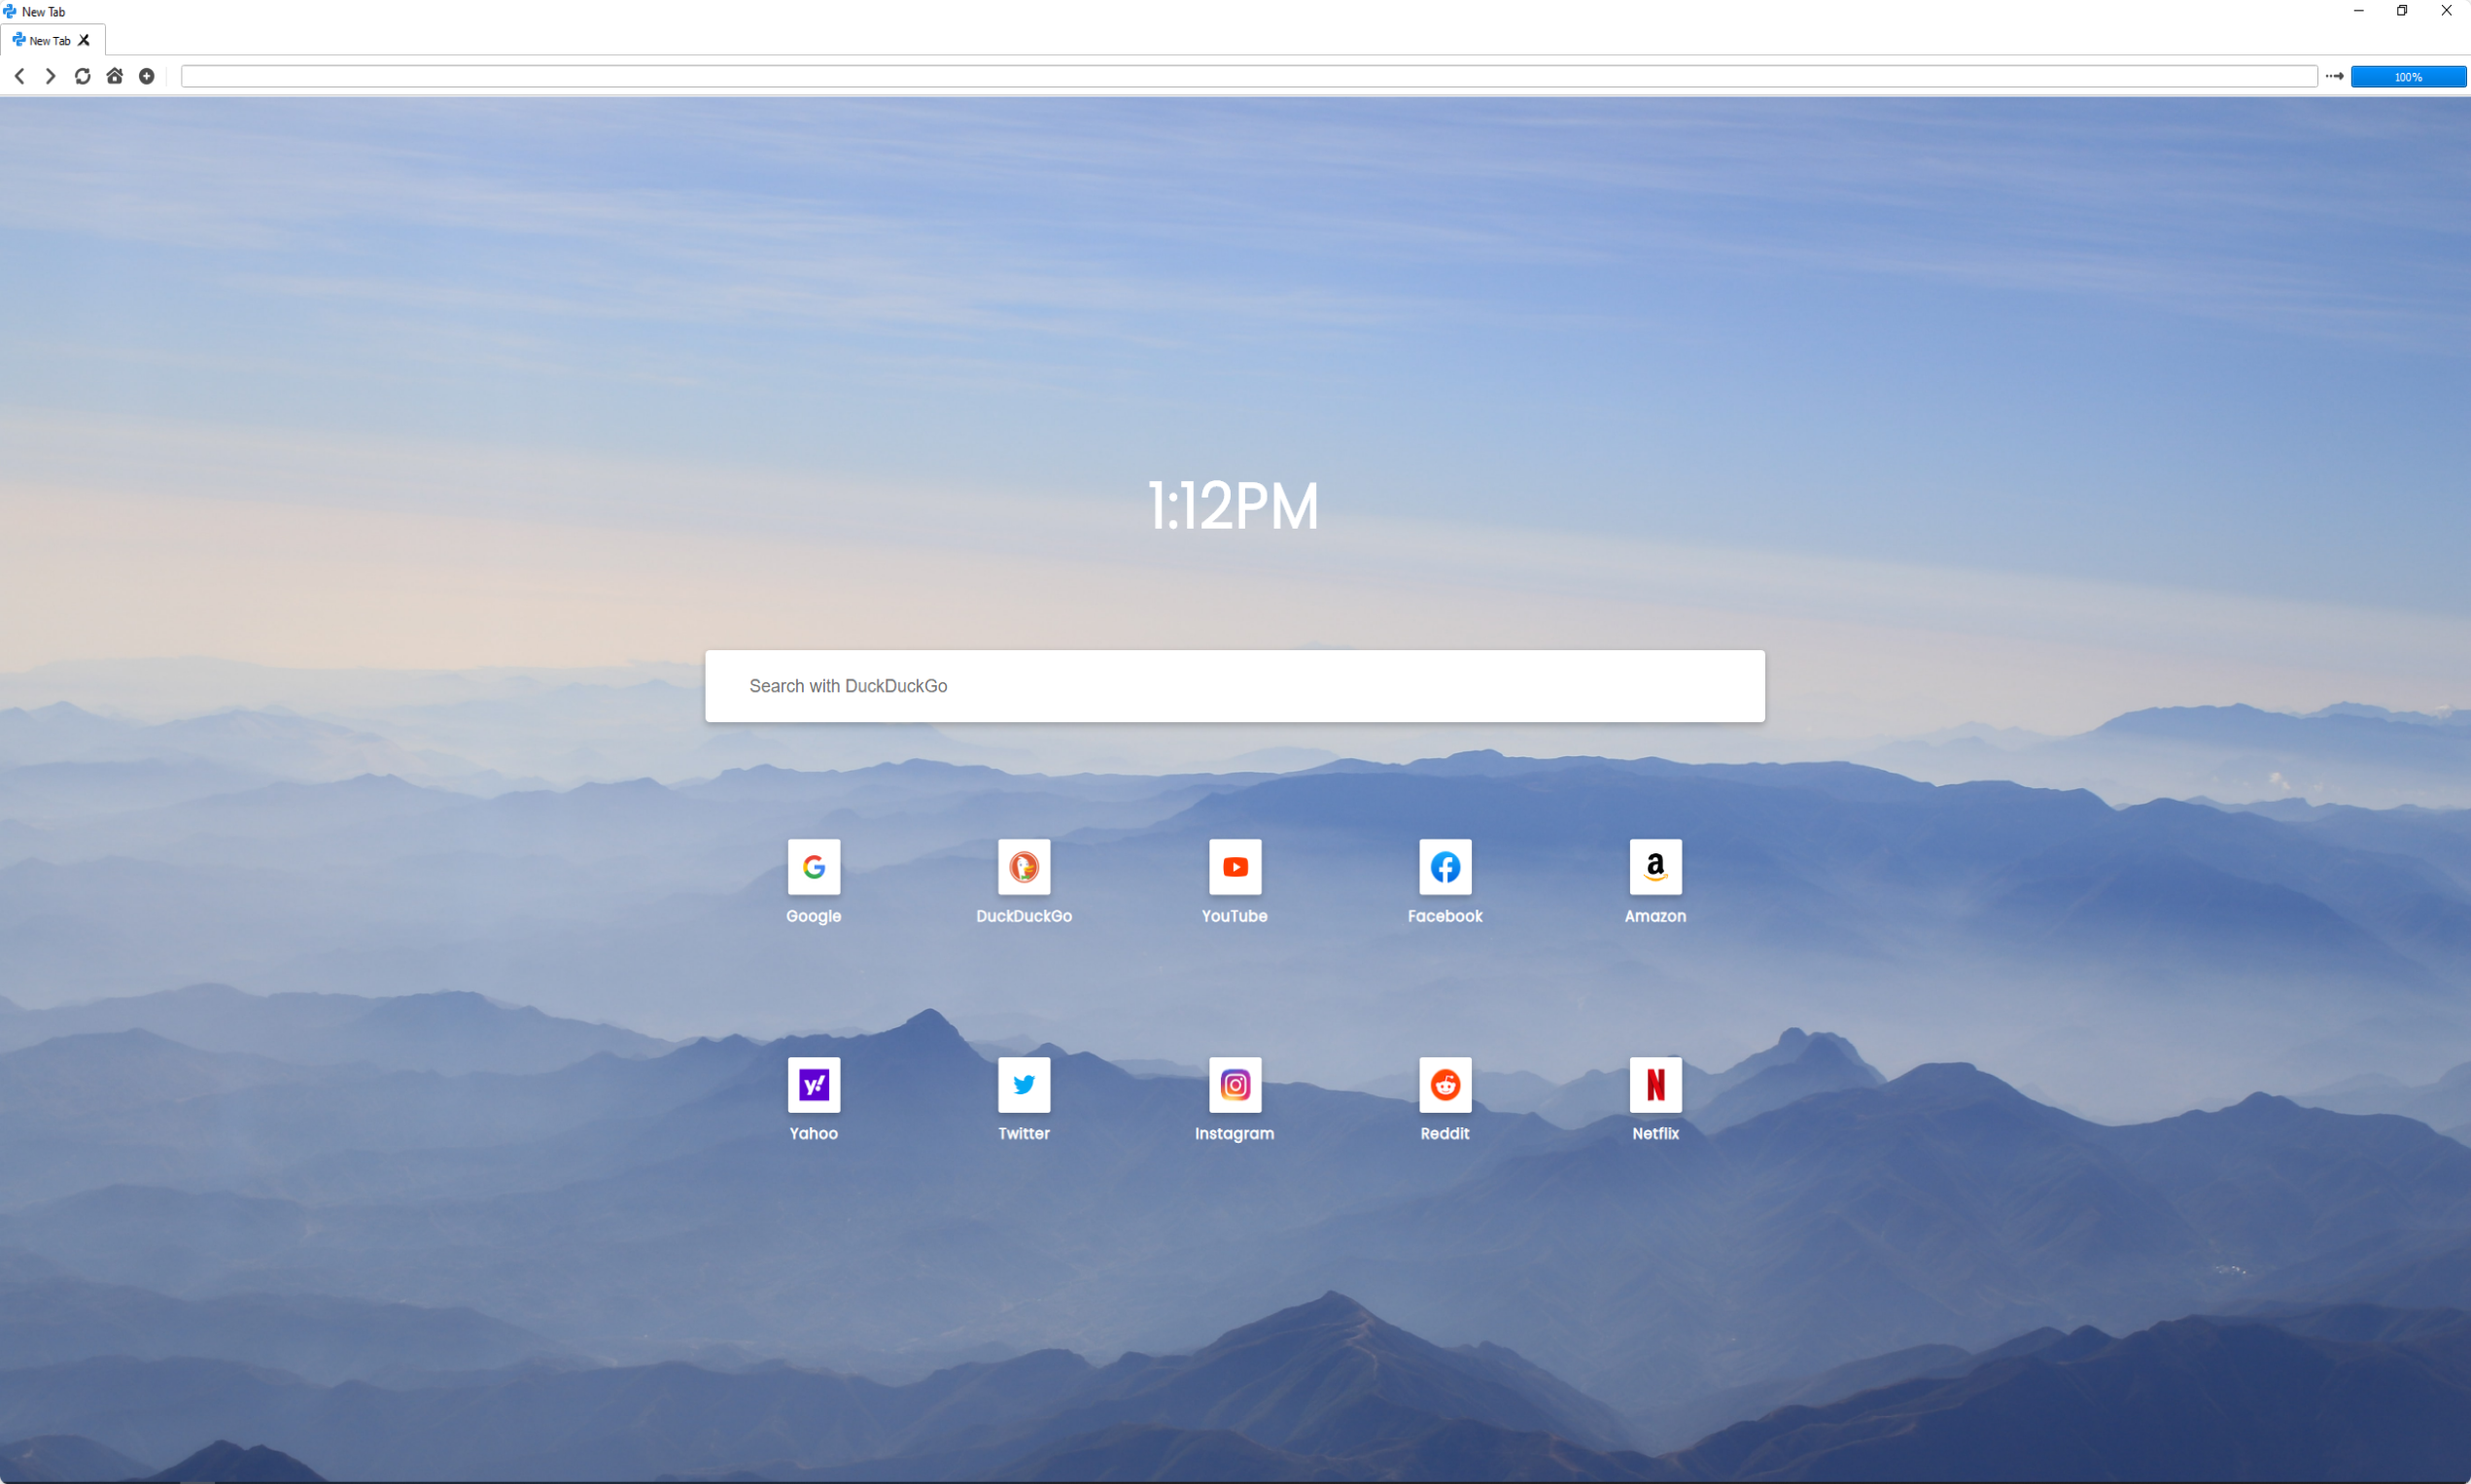 New Tab
New Tab
100%
1:12PM
Search with DuckDuckGo
Google DuckDuckGo YouTube Facebook Amazon
Yahoo Twitter Instagram Reddit Netflix